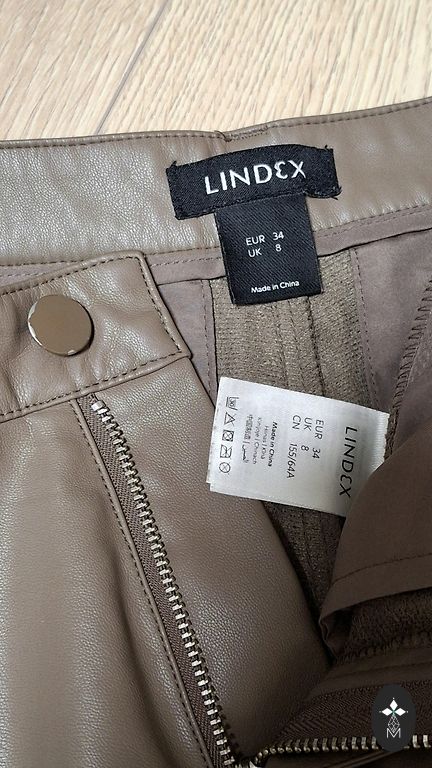 LINDEX
EUR 34
UK 8
Made in China
LINDEX
EUR 34
UK 8
CN 155/64A
Made in China
M